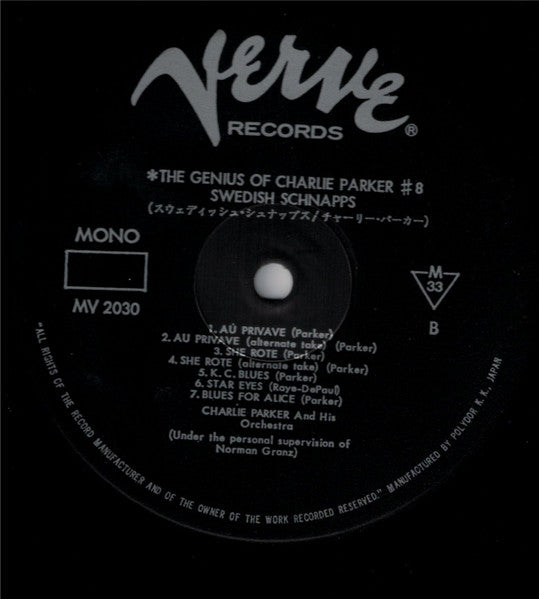 Verve
RECORDS ®
*THE GENIUS OF CHARLIE PARKER #8
SWEDISH SCHNAPPS
(スウェディッシュ・シュナップス/チャーリー・パーカー)
MONO
MV 2030
M
33
B
1. AU PRIVAVE (Parker)
2. AU PRIVAVE (alternate take) (Parker)
3. SHE ROTE (Parker)
4. SHE ROTE (alternate take) (Parker)
5. K. C. BLUES (Parker)
6. STAR EYES (Raye-DePaul)
7. BLUES FOR ALICE (Parker)
CHARLIE PARKER And His
Orchestra
(Under the personal supervision of
Norman Granz)
"ALL RIGHTS OF THE RECORD MANUFACTURER AND OF THE OWNER OF THE WORK RECORDED RESERVED." MANUFACTURED BY POLYDOR K. K., JAPAN